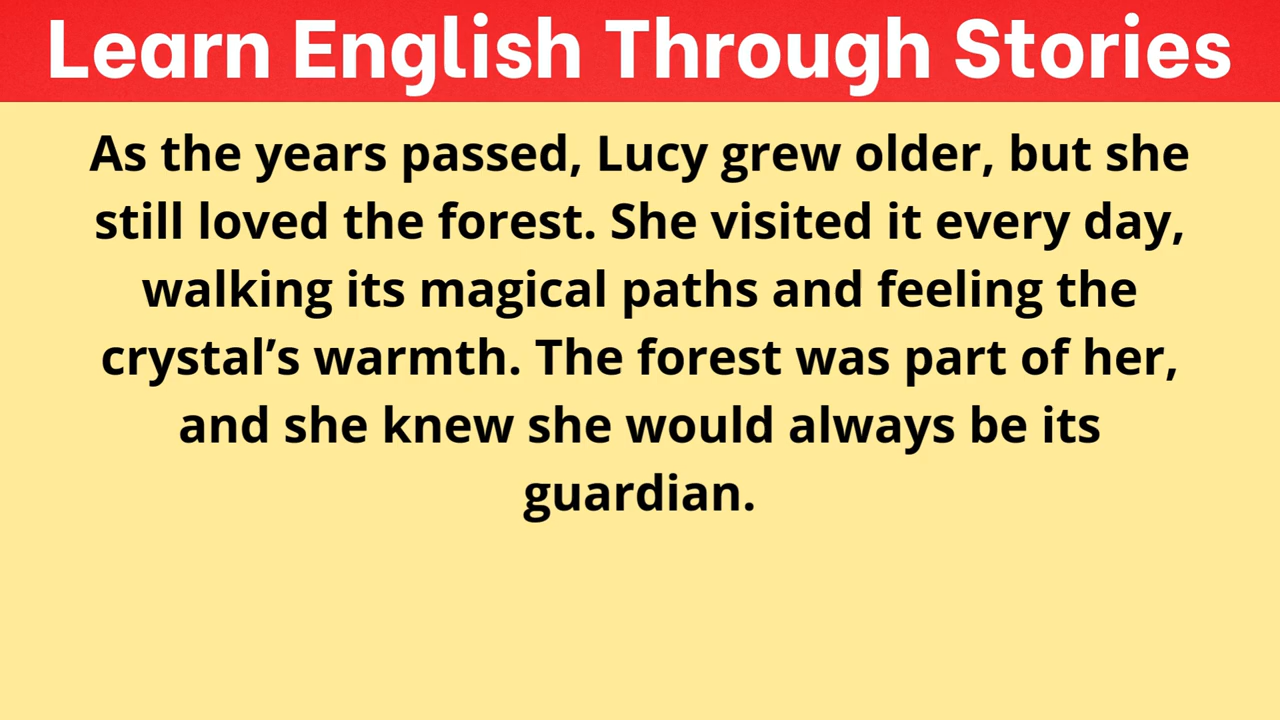 Learn English Through Stories
As the years passed, Lucy grew older, but she
still loved the forest. She visited it every day,
walking its magical paths and feeling the
crystal’s warmth. The forest was part of her,
and she knew she would always be its
guardian.